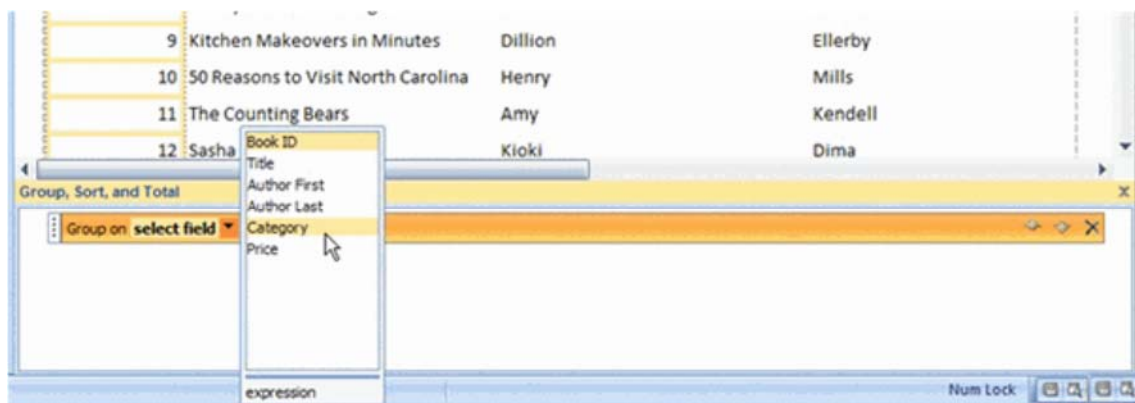 9 Kitchen Makeovers in Minutes Dillion Ellerby
10 50 Reasons to Visit North Carolina Henry Mills
11 The Counting Bears Amy Kendell
12 Sasha Kioki Dima
Book ID
Title
Author First
Author Last
Category
Price
expression
Group, Sort, and Total
Group on select field
Num Lock